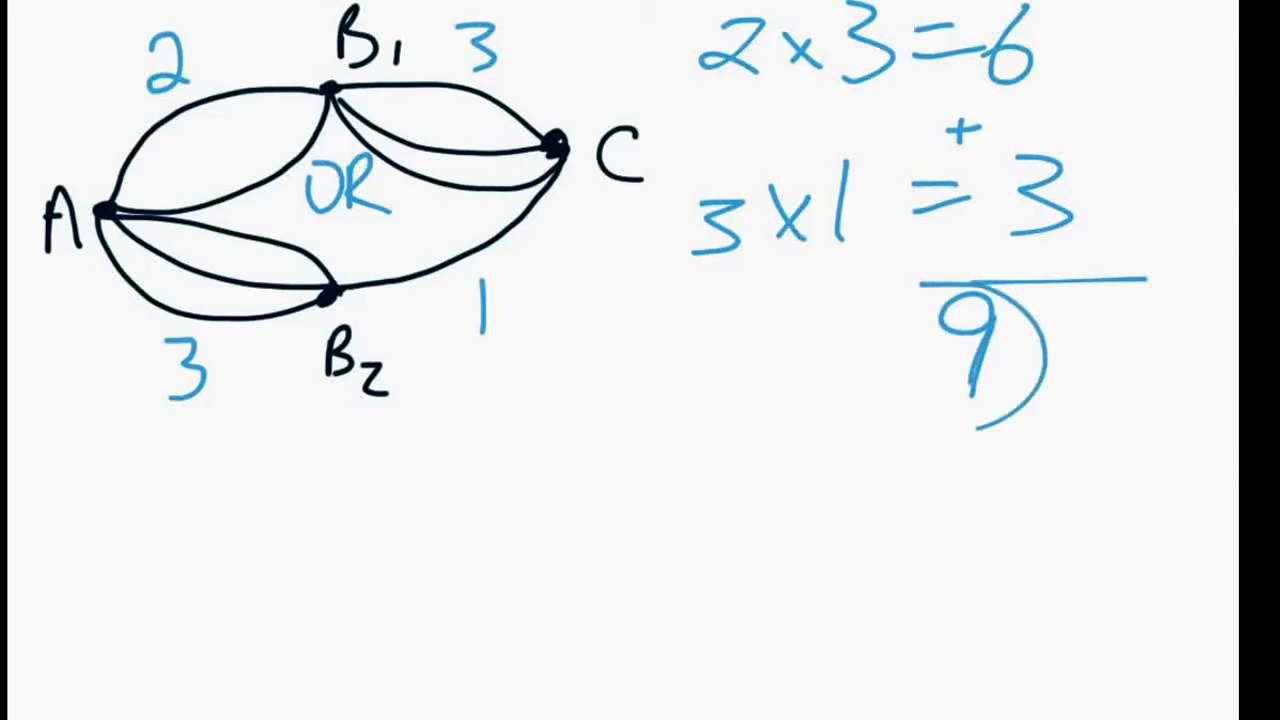 2 B₁ 3
A OR C
3 B₂ 1
2 x 3 = 6
+
3 x 1 = 3
9